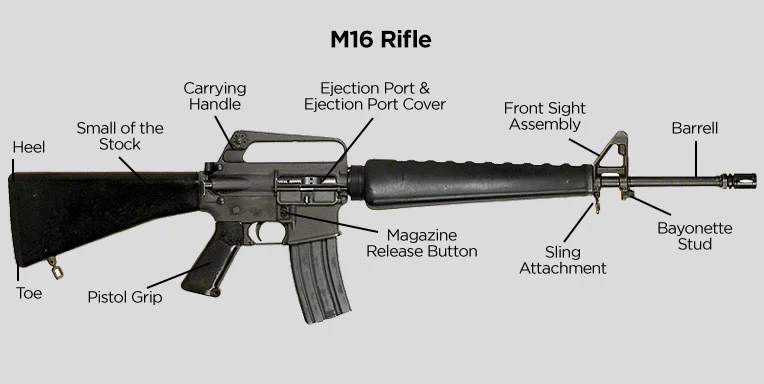 M16 Rifle
Carrying
Handle
Ejection Port &
Ejection Port Cover
Front Sight
Assembly
Barrell
Small of the
Stock
Heel
Magazine
Release Button
Bayonette
Stud
Sling
Attachment
Toe
Pistol Grip